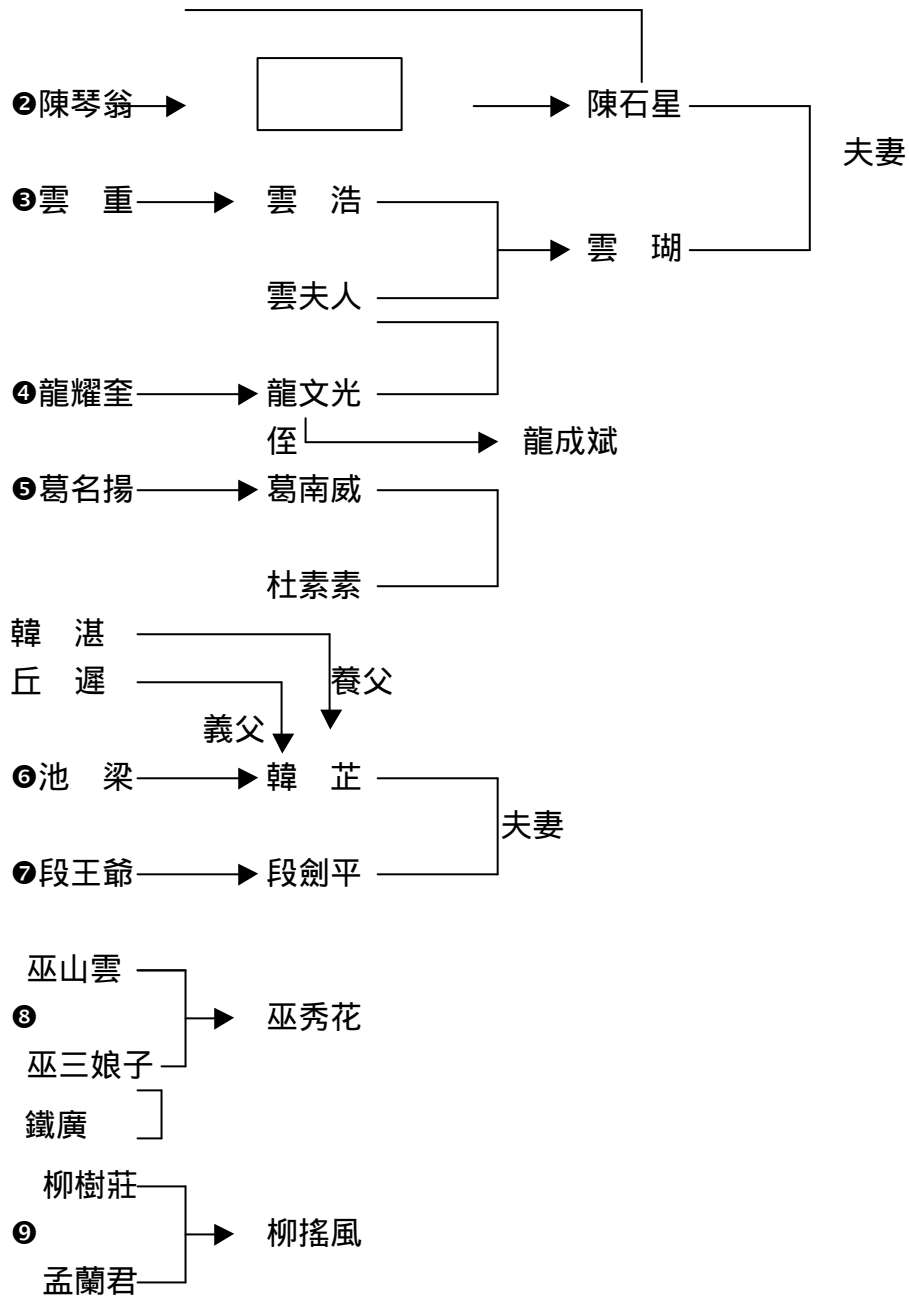 ❷陳琴翁 陳石星
夫妻
❸雲　重 雲　浩
雲　瑚
雲夫人
❹龍耀奎 龍文光
侄 龍成斌
❺葛名揚 葛南威
杜素素
韓　湛
丘　遲 養父
義父
❻池　梁 韓　芷
夫妻
❼段王爺 段劍平
巫山雲
❽ 巫秀花
巫三娘子
鐵廣
柳樹莊
❾ 柳搖風
孟蘭君